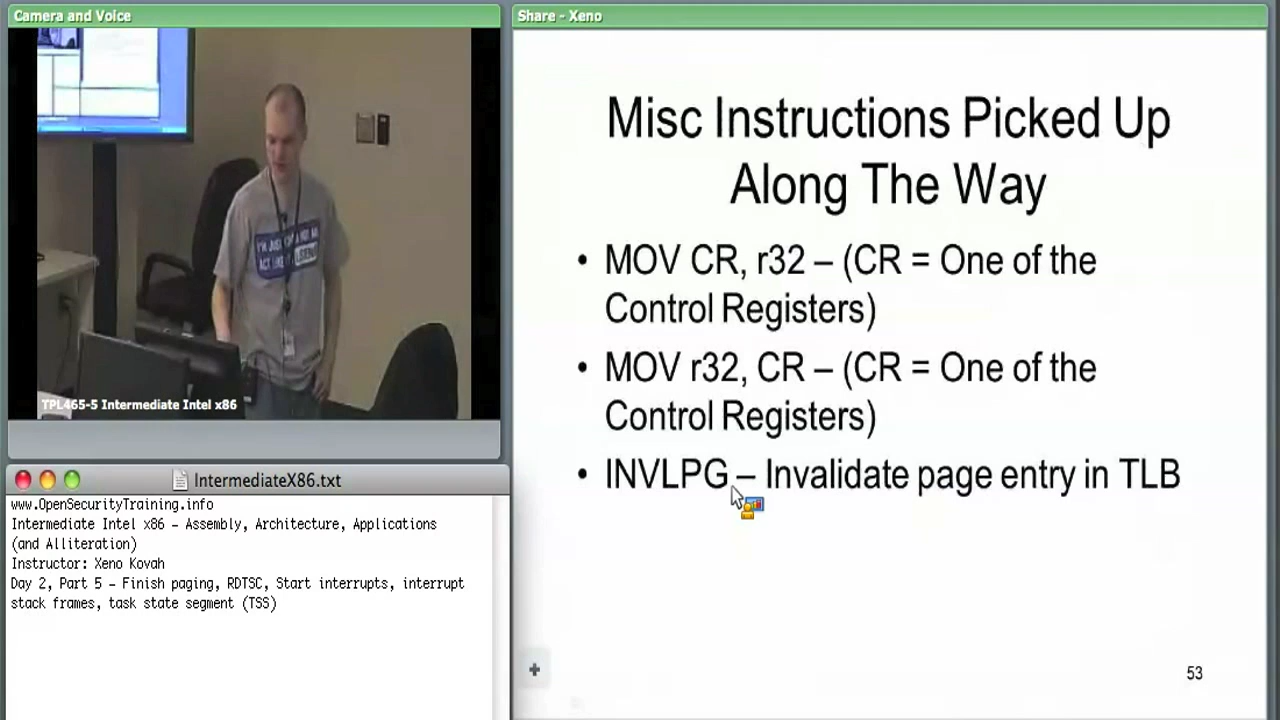 Camera and Voice
TPL465-5 Intermediate Intel x86
IntermediateX86.txt
www.OpenSecurityTraining.info
Intermediate Intel x86 – Assembly, Architecture, Applications
(and Alliteration)
Instructor: Xeno Kovah
Day 2, Part 5 – Finish paging, RDTSC, Start interrupts, interrupt
stack frames, task state segment (TSS)
Share - Xeno
Misc Instructions Picked Up
Along The Way
• MOV CR, r32 – (CR = One of the
Control Registers)
• MOV r32, CR – (CR = One of the
Control Registers)
• INVLPG – Invalidate page entry in TLB
53